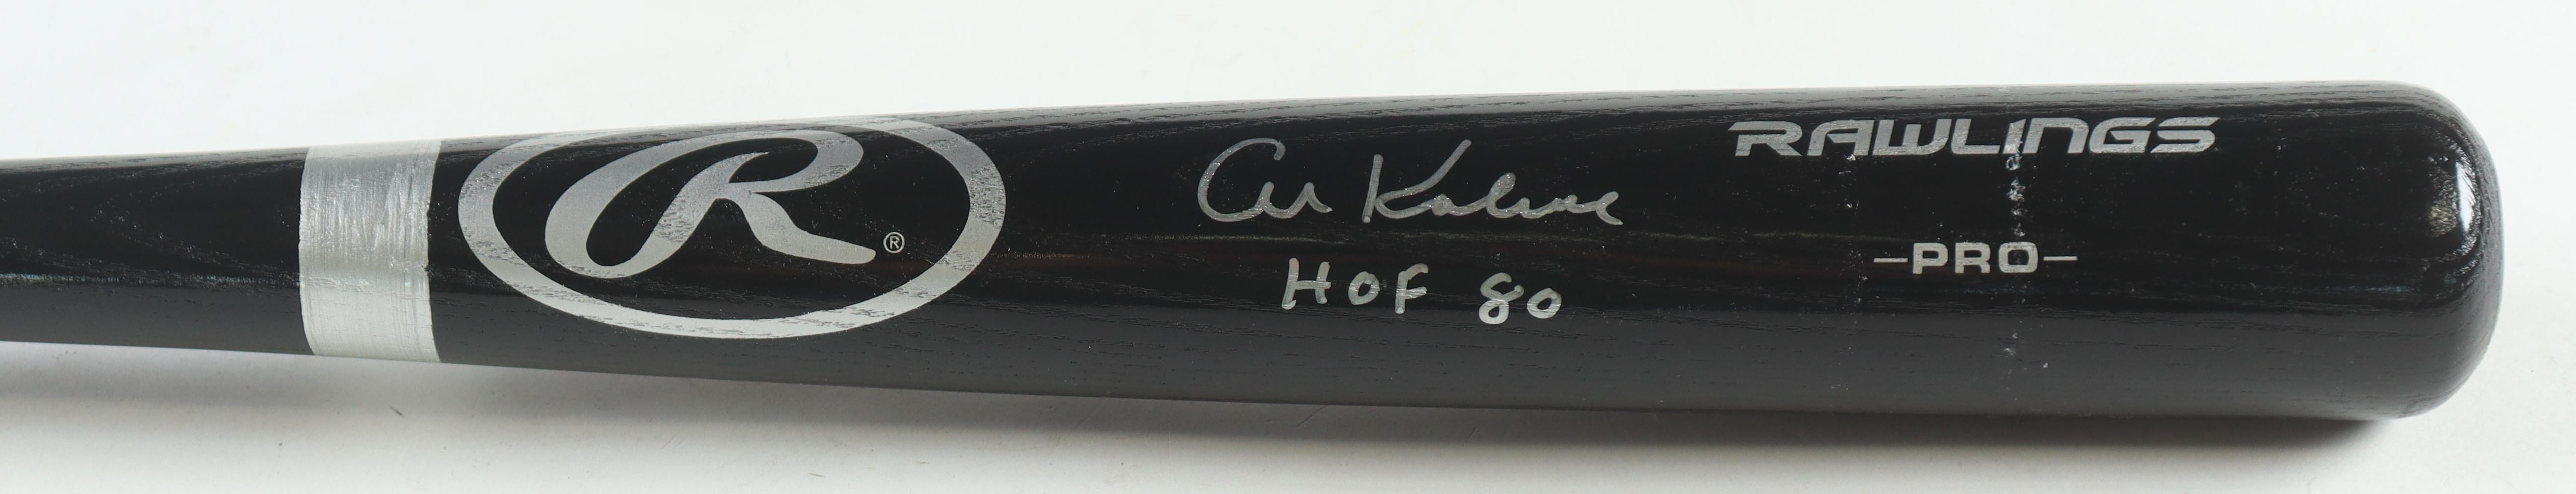 R ®
Al Kaline
HOF 80
RAWLINGS
-PRO-